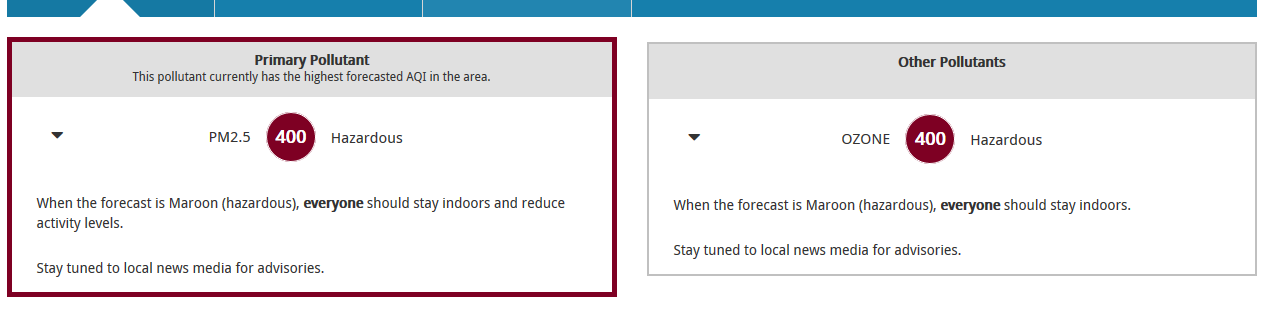 Primary Pollutant
This pollutant currently has the highest forecasted AQI in the area.
PM2.5 400 Hazardous
When the forecast is Maroon (hazardous), everyone should stay indoors and reduce
activity levels.
Stay tuned to local news media for advisories.
Other Pollutants
OZONE 400 Hazardous
When the forecast is Maroon (hazardous), everyone should stay indoors.
Stay tuned to local news media for advisories.